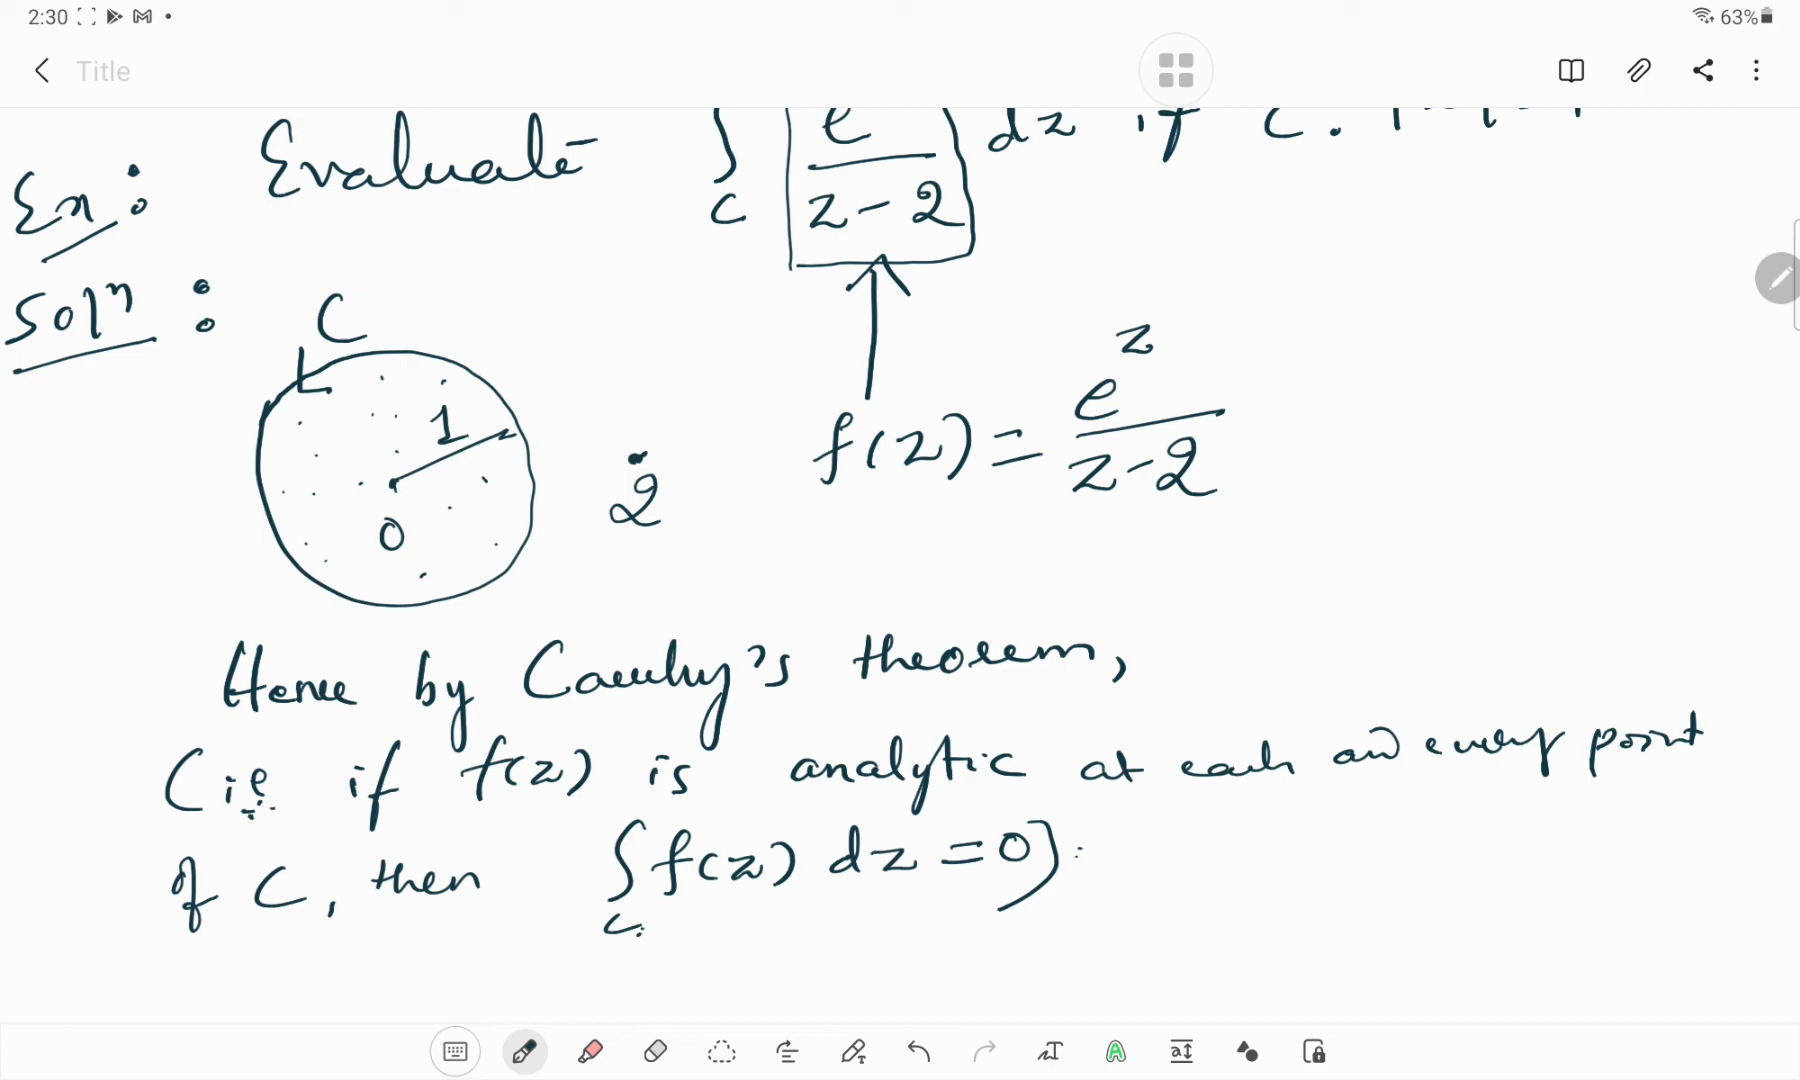 2:30 63%
Title
Ex: Evaluate ∫_C e/(z-2) dz if C:
Solⁿ :
C
1
0
2
f(z) = e^z/(z-2)
Hence by Cauchy's theorem,
(i.e if f(z) is analytic at each and every point
of C, then ∫_C f(z) dz = 0).